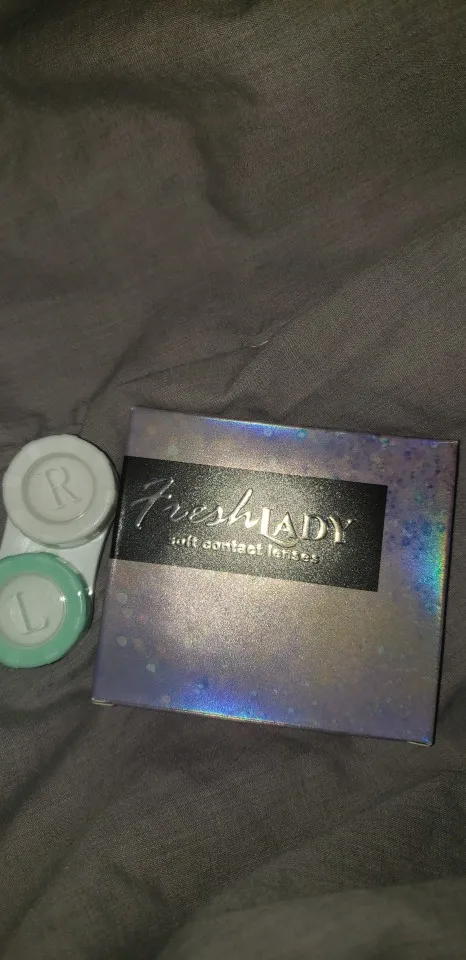 R
FreshLADY
soft contact lenses
L